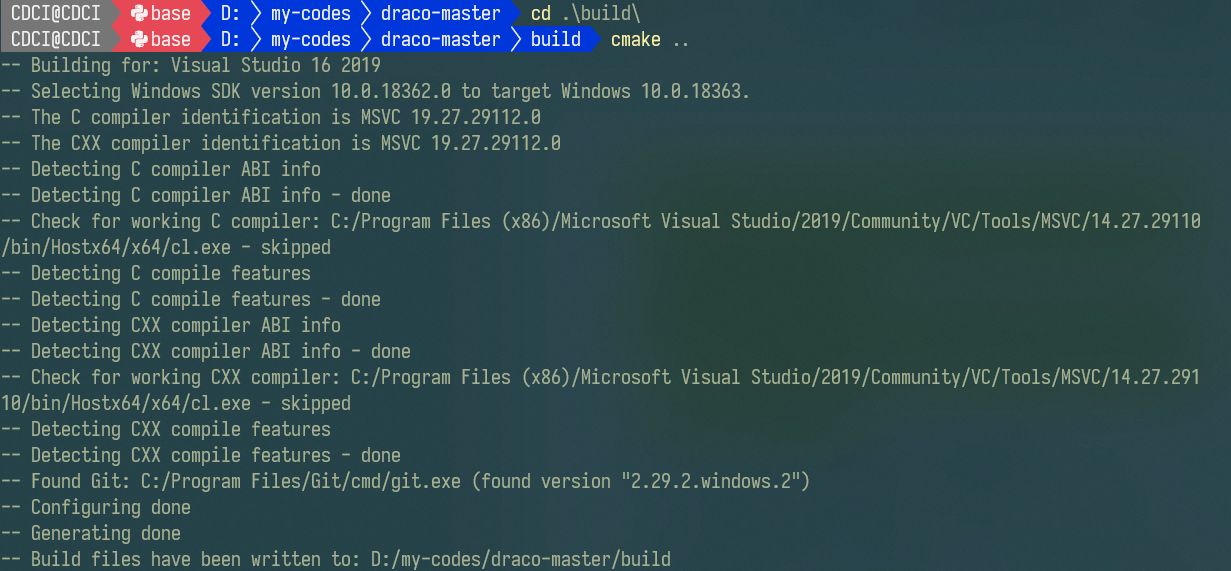 CDCI@CDCI base D: my-codes draco-master cd .\build\
CDCI@CDCI base D: my-codes draco-master build cmake ..
-- Building for: Visual Studio 16 2019
-- Selecting Windows SDK version 10.0.18362.0 to target Windows 10.0.18363.
-- The C compiler identification is MSVC 19.27.29112.0
-- The CXX compiler identification is MSVC 19.27.29112.0
-- Detecting C compiler ABI info
-- Detecting C compiler ABI info - done
-- Check for working C compiler: C:/Program Files (x86)/Microsoft Visual Studio/2019/Community/VC/Tools/MSVC/14.27.29110
/bin/Hostx64/x64/cl.exe - skipped
-- Detecting C compile features
-- Detecting C compile features - done
-- Detecting CXX compiler ABI info
-- Detecting CXX compiler ABI info - done
-- Check for working CXX compiler: C:/Program Files (x86)/Microsoft Visual Studio/2019/Community/VC/Tools/MSVC/14.27.291
10/bin/Hostx64/x64/cl.exe - skipped
-- Detecting CXX compile features
-- Detecting CXX compile features - done
-- Found Git: C:/Program Files/Git/cmd/git.exe (found version "2.29.2.windows.2")
-- Configuring done
-- Generating done
-- Build files have been written to: D:/my-codes/draco-master/build